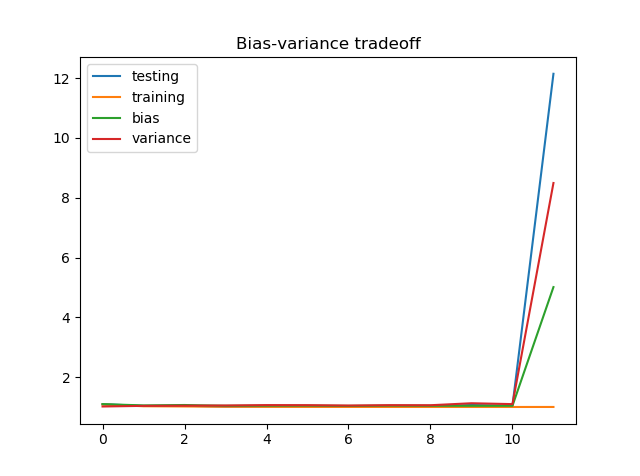 Bias-variance tradeoff
testing
training
bias
variance
12
10
8
6
4
2
0 2 4 6 8 10